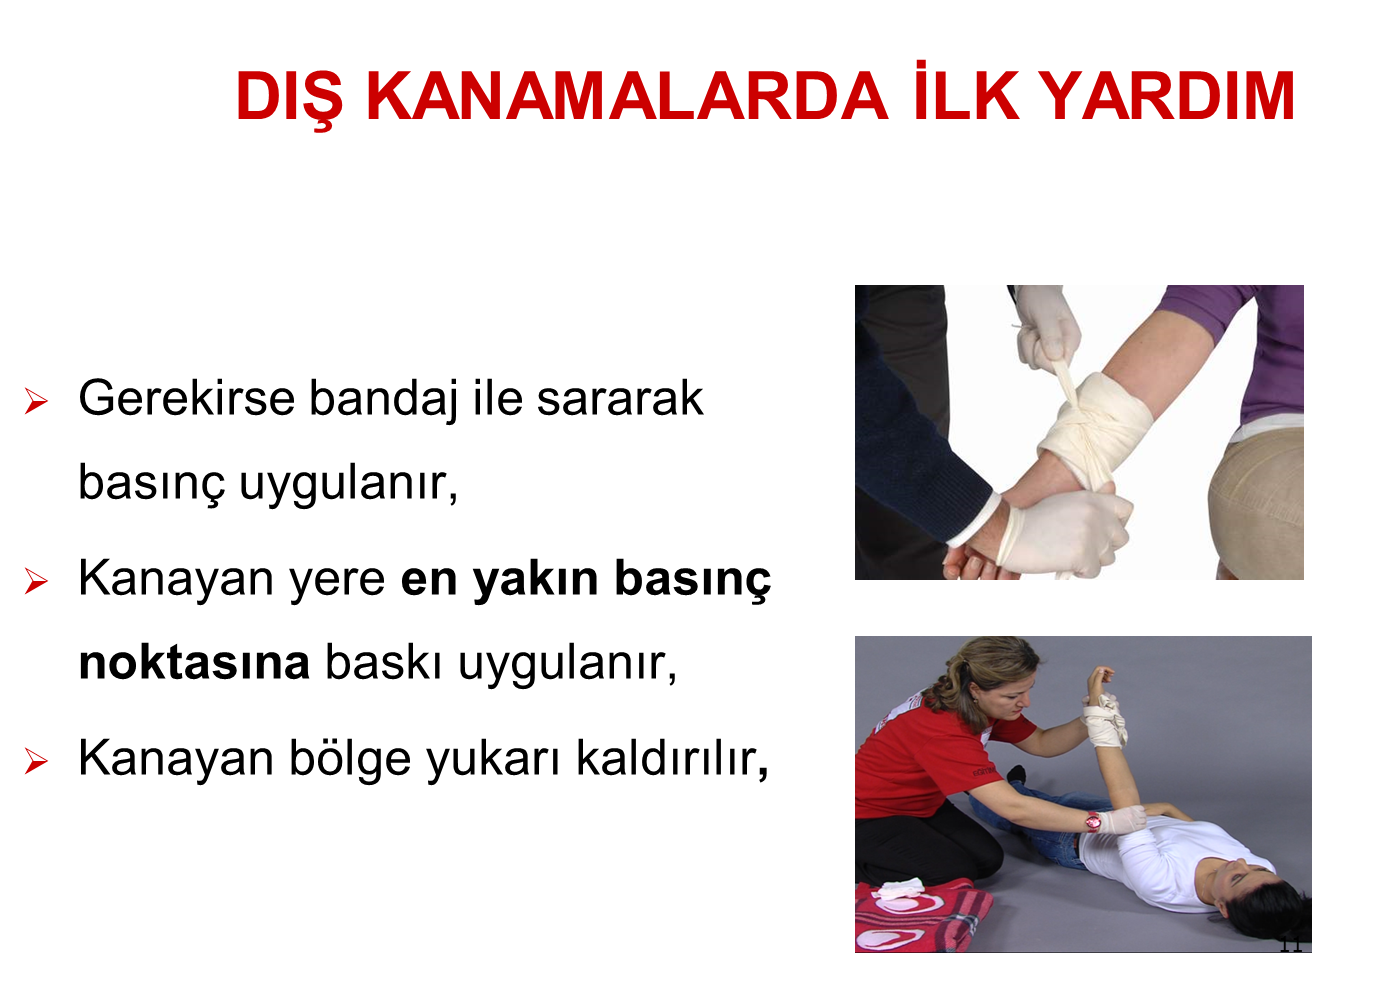 DIŞ KANAMALARDA İLK YARDIM
Gerekirse bandaj ile sararak
basınç uygulanır,
Kanayan yere en yakın basınç
noktasına baskı uygulanır,
Kanayan bölge yukarı kaldırılır,
11